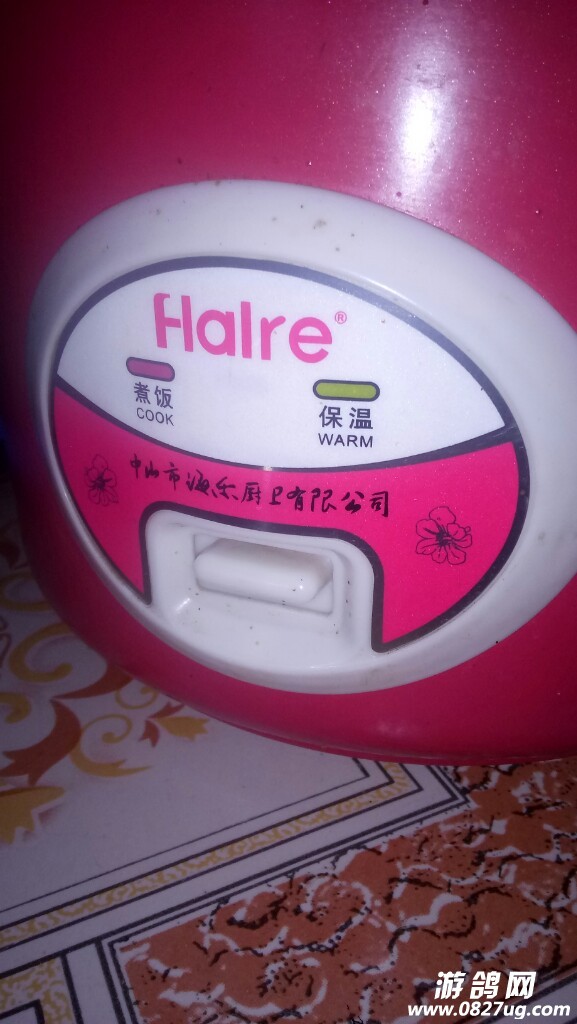 Halre®
煮饭
COOK
保温
WARM
中山市海乐厨卫有限公司
游鸽网
www.0827ug.com